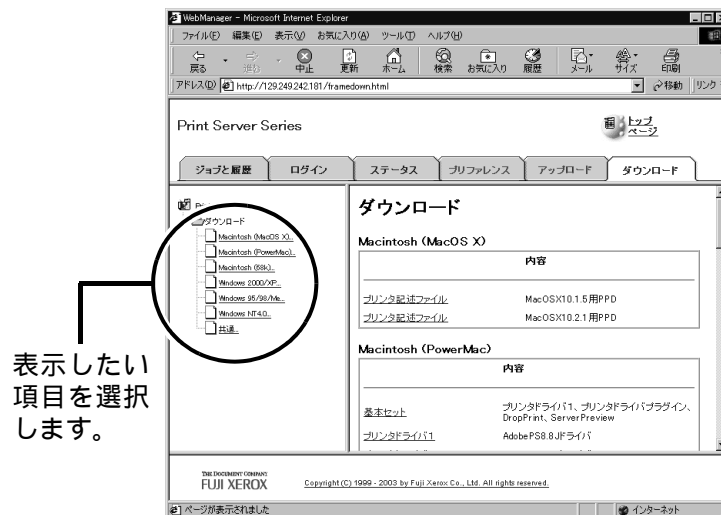 WebManager - Microsoft Internet Explorer
ファイル(F) 編集(E) 表示(V) お気に入り(A) ツール(T) ヘルプ(H)
戻る 進む 中止 更新 ホーム 検索 お気に入り 履歴 メール サイズ 印刷
アドレス(D) http://129.249.242.181/framedown.html 移動 リンク
Print Server Series
トップ
ページ
ジョブと履歴 ログイン ステータス プリファレンス アップロード ダウンロード
ダウンロード
Macintosh (MacOS X)...
Macintosh (PowerMac)...
Macintosh (68k)...
Windows 2000/XP...
Windows 95/98/Me...
Windows NT4.0...
共通...
表示したい
項目を選択
します。
ダウンロード
Macintosh (MacOS X)
内容
プリンタ記述ファイル MacOSX10.1.5用PPD
プリンタ記述ファイル MacOSX10.2.1用PPD
Macintosh (PowerMac)
内容
基本セット プリンタドライバ1、プリンタドライバプラグイン、
DropPrint、ServerPreview
プリンタドライバ1 AdobePS8.8Jドライバ
THE DOCUMENT COMPANY
FUJI XEROX
Copyright (C) 1999 - 2003 by Fuji Xerox Co., Ltd. All rights reserved.
ページが表示されました インターネット